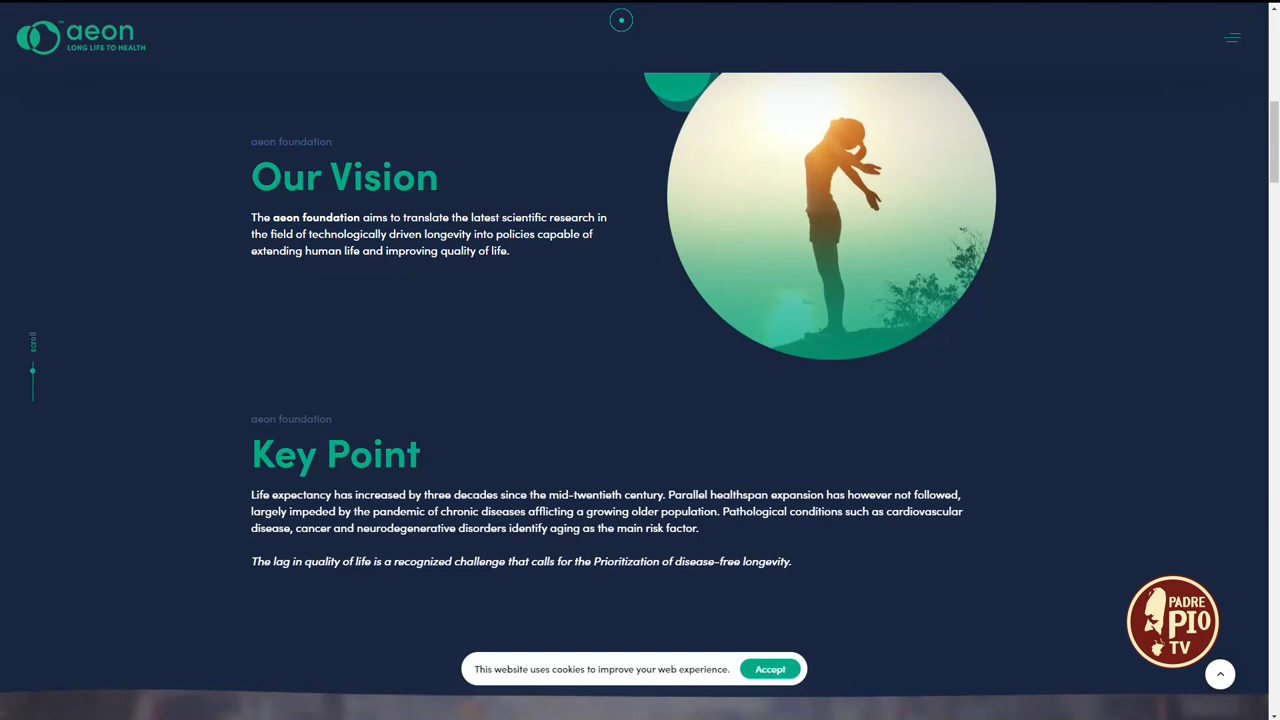 aeon™
LONG LIFE TO HEALTH
aeon foundation
Our Vision
The aeon foundation aims to translate the latest scientific research in
the field of technologically driven longevity into policies capable of
extending human life and improving quality of life.
scroll
aeon foundation
Key Point
Life expectancy has increased by three decades since the mid-twentieth century. Parallel healthspan expansion has however not followed,
largely impeded by the pandemic of chronic diseases afflicting a growing older population. Pathological conditions such as cardiovascular
disease, cancer and neurodegenerative disorders identify aging as the main risk factor.
The lag in quality of life is a recognized challenge that calls for the Prioritization of disease-free longevity.
PADRE
PIO
TV
This website uses cookies to improve your web experience.
Accept